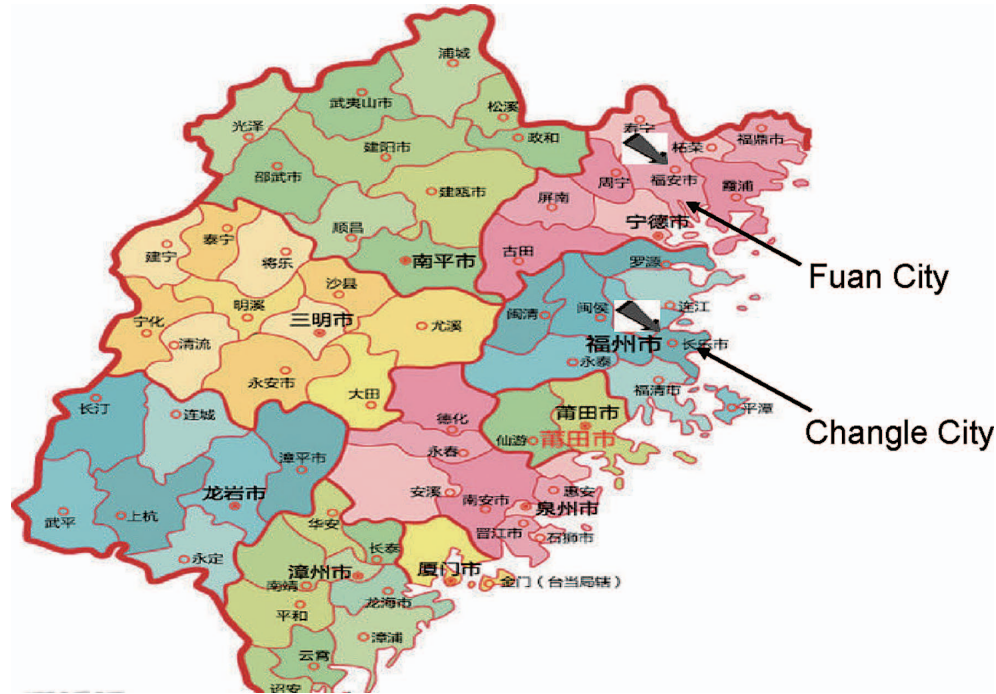 浦城
武夷山市
松溪
光泽
政和
寿宁
福鼎市
建阳市
柘荣
邵武市
周宁
福安市
霞浦
建瓯市
屏南
宁德市
顺昌
泰宁
建宁
将乐
南平市
古田
罗源
Fuan City
沙县
明溪
宁化
三明市
尤溪
闽清
闽侯
连江
清流
福州市
长乐市
永泰
永安市
大田
福清市
平潭
长汀
连城
德化
莆田市
仙游
莆田市
Changle City
永春
漳平市
龙岩市
安溪
南安市
惠安
泉州市
武平
上杭
华安
晋江市
石狮市
永定
长泰
漳州市
厦门市
金门（台当局辖）
南靖
龙海市
平和
漳浦
云霄
诏安